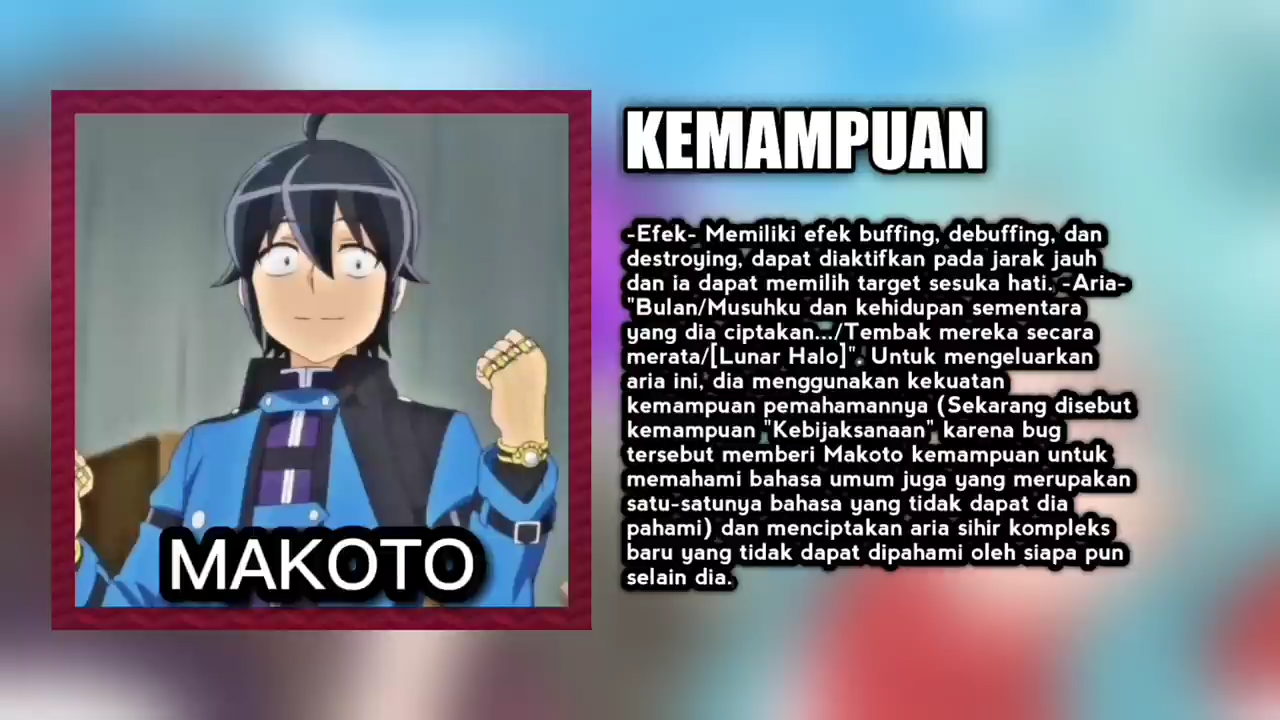 KEMAMPUAN
-Efek- Memiliki efek buffing, debuffing, dan
destroying, dapat diaktifkan pada jarak jauh
dan ia dapat memilih target sesuka hati. -Aria-
"Bulan/Musuhku dan kehidupan sementara
yang dia ciptakan.../Tembak mereka secara
merata/[Lunar Halo]". Untuk mengeluarkan
aria ini, dia menggunakan kekuatan
kemampuan pemahamannya (Sekarang disebut
kemampuan "Kebijaksanaan" karena bug
tersebut memberi Makoto kemampuan untuk
memahami bahasa umum juga yang merupakan
satu-satunya bahasa yang tidak dapat dia
pahami) dan menciptakan aria sihir kompleks
baru yang tidak dapat dipahami oleh siapa pun
selain dia.
MAKOTO